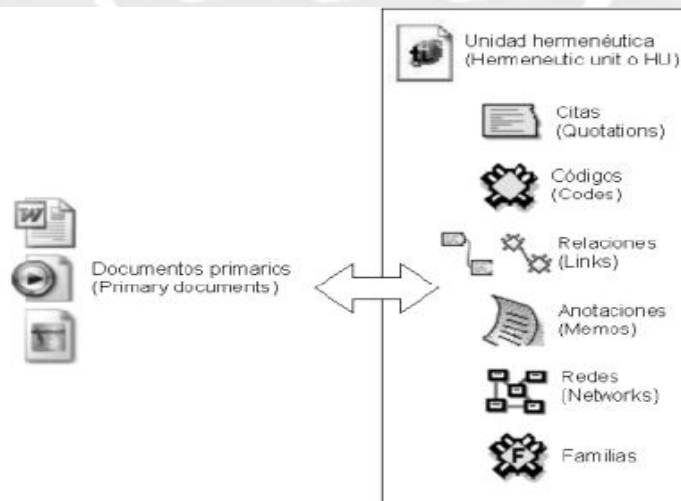 Unidad hermenéutica
(Hermeneutic unit o HU)
Citas
(Quotations)
Códigos
(Codes)
Relaciones
(Links)
Documentos primarios
(Primary documents)
Anotaciones
(Memos)
Redes
(Networks)
F
Familias
W